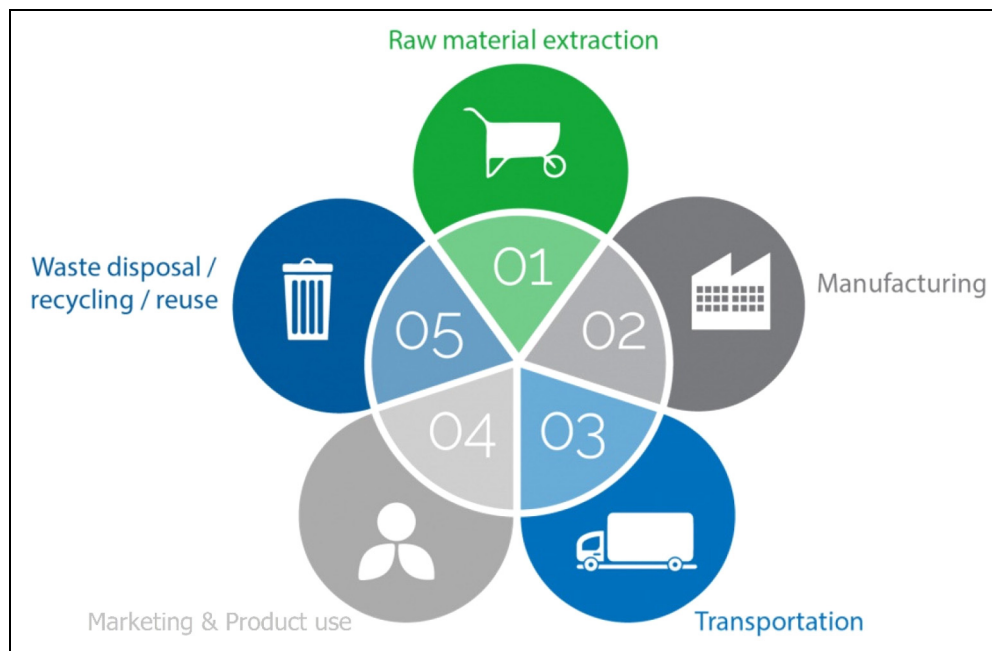 Raw material extraction
01
Manufacturing
02
Transportation
03
Marketing & Product use
04
Waste disposal /
recycling / reuse
05